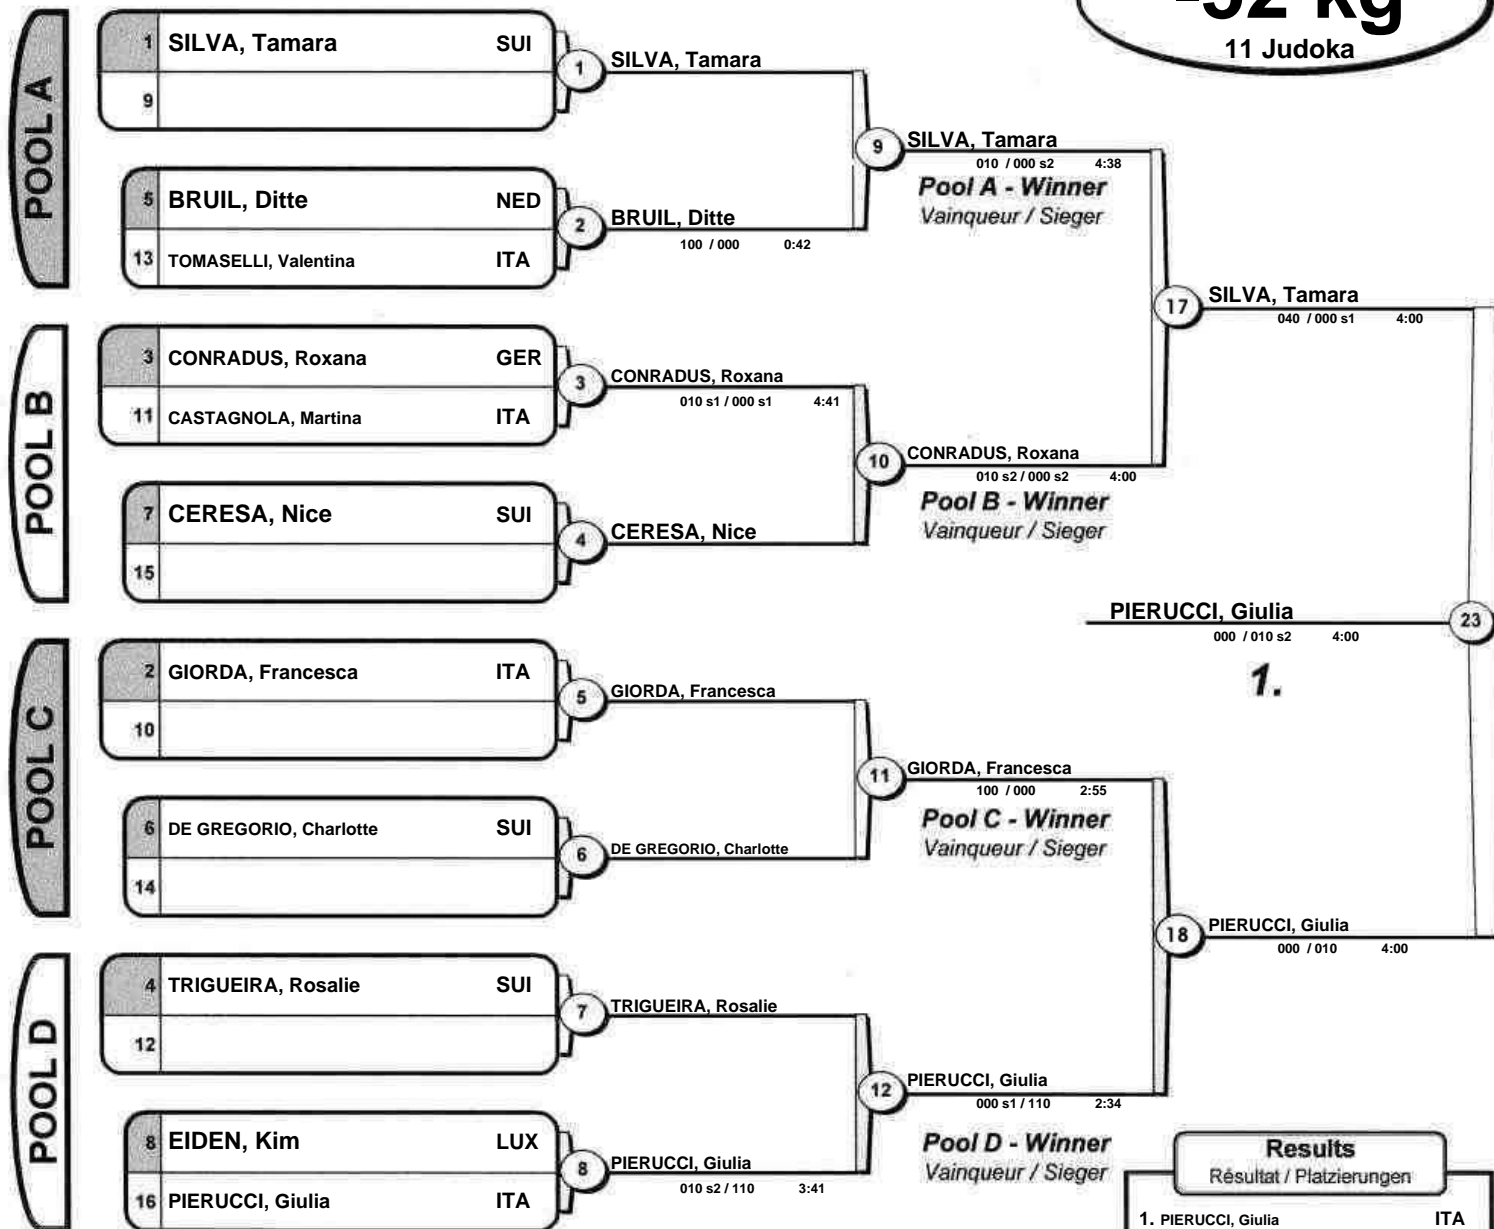 -52 kg
11 Judoka
POOL A
1 SILVA, Tamara SUI
9
1 SILVA, Tamara
5 BRUIL, Ditte NED
13 TOMASELLI, Valentina ITA
2 BRUIL, Ditte
100 / 000 0:42
9 SILVA, Tamara
010 / 000 s2 4:38
Pool A - Winner
Vainqueur / Sieger
POOL B
3 CONRADUS, Roxana GER
11 CASTAGNOLA, Martina ITA
3 CONRADUS, Roxana
010 s1 / 000 s1 4:41
7 CERESA, Nice SUI
15
4 CERESA, Nice
10 CONRADUS, Roxana
010 s2 / 000 s2 4:00
Pool B - Winner
Vainqueur / Sieger
17 SILVA, Tamara
040 / 000 s1 4:00
POOL C
2 GIORDA, Francesca ITA
10
5 GIORDA, Francesca
6 DE GREGORIO, Charlotte SUI
14
6 DE GREGORIO, Charlotte
11 GIORDA, Francesca
100 / 000 2:55
Pool C - Winner
Vainqueur / Sieger
POOL D
4 TRIGUEIRA, Rosalie SUI
12
7 TRIGUEIRA, Rosalie
8 EIDEN, Kim LUX
16 PIERUCCI, Giulia ITA
8 PIERUCCI, Giulia
010 s2 / 110 3:41
12 PIERUCCI, Giulia
000 s1 / 110 2:34
Pool D - Winner
Vainqueur / Sieger
18 PIERUCCI, Giulia
000 / 010 4:00
PIERUCCI, Giulia 23
000 / 010 s2 4:00
1.
Results
Résultat / Platzierungen
1. PIERUCCI, Giulia ITA